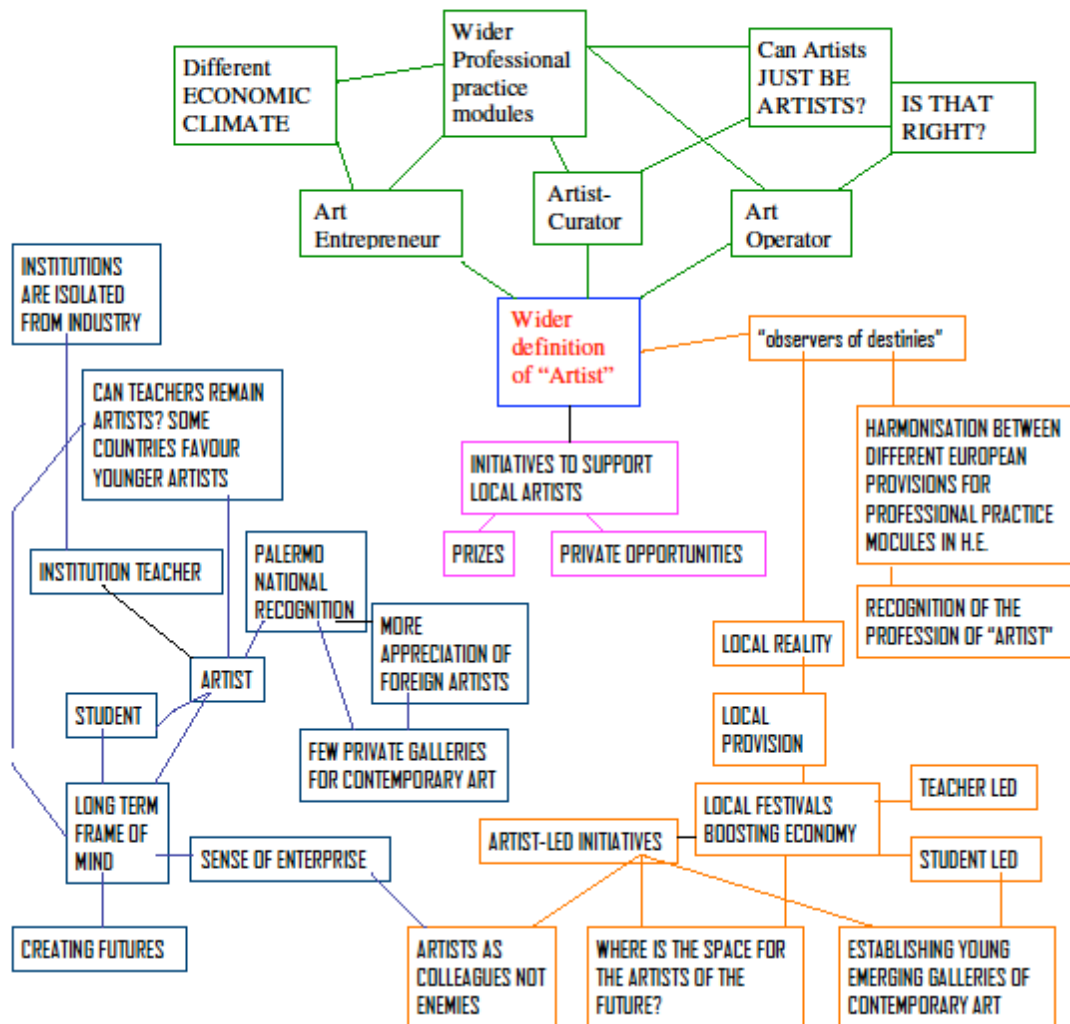 Different
ECONOMIC
CLIMATE
Wider
Professional
practice
modules
Can Artists
JUST BE
ARTISTS?
IS THAT
RIGHT?
Art
Entrepreneur
Artist-
Curator
Art
Operator
INSTITUTIONS
ARE ISOLATED
FROM INDUSTRY
Wider
definition
of “Artist”
“observers of destinies”
CAN TEACHERS REMAIN
ARTISTS? SOME
COUNTRIES FAVOUR
YOUNGER ARTISTS
INITIATIVES TO SUPPORT
LOCAL ARTISTS
HARMONISATION BETWEEN
DIFFERENT EUROPEAN
PROVISIONS FOR
PROFESSIONAL PRACTICE
MOCULES IN H.E.
PRIZES
PRIVATE OPPORTUNITIES
INSTITUTION TEACHER
PALERMO
NATIONAL
RECOGNITION
RECOGNITION OF THE
PROFESSION OF “ARTIST”
MORE
APPRECIATION OF
FOREIGN ARTISTS
LOCAL REALITY
ARTIST
STUDENT
LOCAL
PROVISION
FEW PRIVATE GALLERIES
FOR CONTEMPORARY ART
LONG TERM
FRAME OF
MIND
LOCAL FESTIVALS
BOOSTING ECONOMY
TEACHER LED
ARTIST-LED INITIATIVES
SENSE OF ENTERPRISE
STUDENT LED
CREATING FUTURES
ARTISTS AS
COLLEAGUES NOT
ENEMIES
WHERE IS THE SPACE FOR
THE ARTISTS OF THE
FUTURE?
ESTABLISHING YOUNG
EMERGING GALLERIES OF
CONTEMPORARY ART